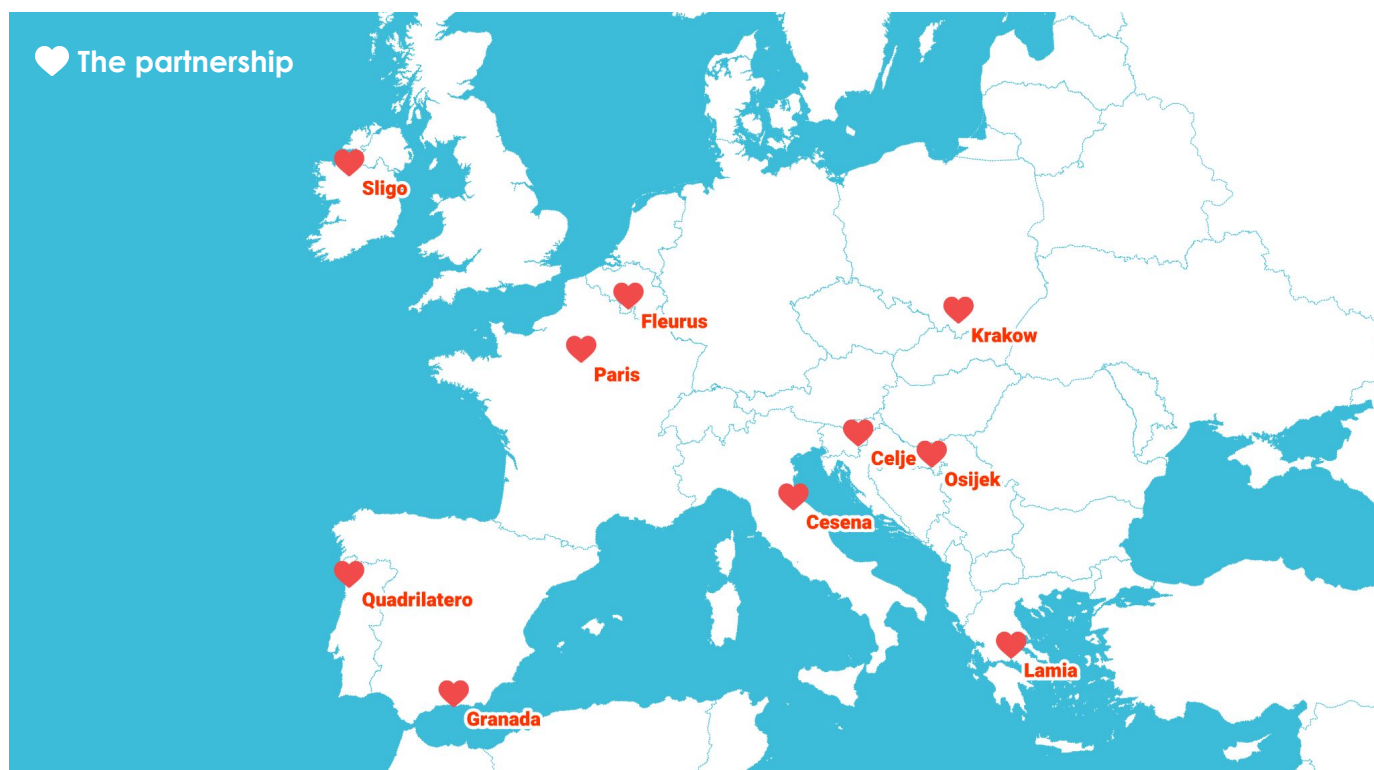 The partnership
Sligo
Fleurus
Krakow
Paris
Celje
Osijek
Cesena
Quadrilatero
Lamia
Granada